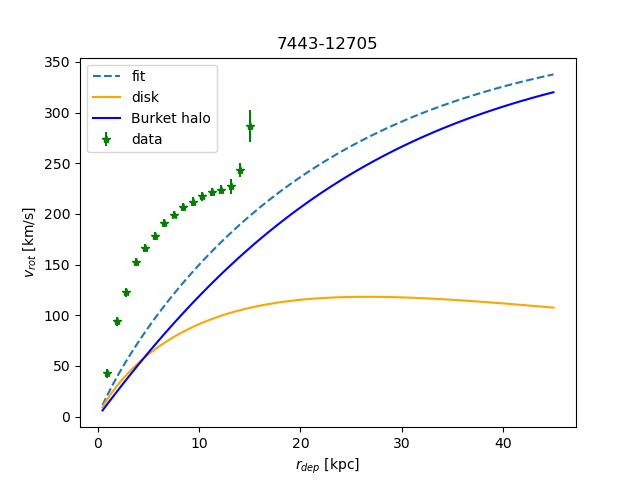 7443-12705
fit
disk
Burket halo
data
350
300
250
200
150
100
50
0
v_rot [km/s]
0 10 20 30 40
r_dep [kpc]